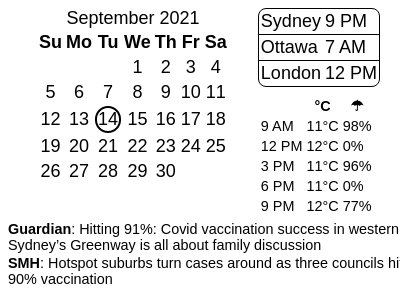 September 2021
Su Mo Tu We Th Fr Sa
1 2 3 4
5 6 7 8 9 10 11
12 13 14 15 16 17 18
19 20 21 22 23 24 25
26 27 28 29 30
Sydney 9 PM
Ottawa 7 AM
London 12 PM
°C ☂
9 AM 11°C 98%
12 PM 12°C 0%
3 PM 11°C 96%
6 PM 11°C 0%
9 PM 12°C 77%
Guardian: Hitting 91%: Covid vaccination success in western
Sydney’s Greenway is all about family discussion
SMH: Hotspot suburbs turn cases around as three councils hi
90% vaccination